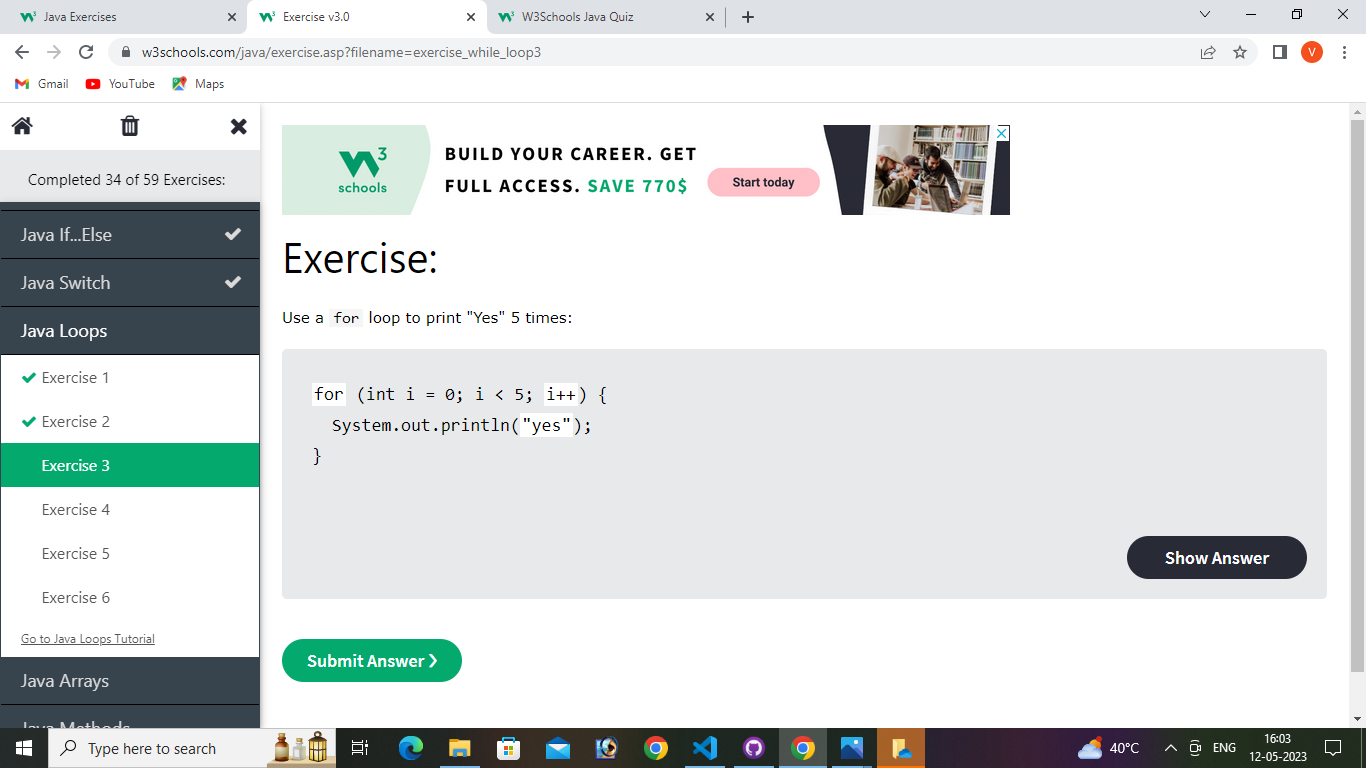 Java Exercises
Exercise v3.0
W3Schools Java Quiz
w3schools.com/java/exercise.asp?filename=exercise_while_loop3
V
Gmail
YouTube
Maps
Completed 34 of 59 Exercises:
Java If...Else
Java Switch
Java Loops
Exercise 1
Exercise 2
Exercise 3
Exercise 4
Exercise 5
Exercise 6
Go to Java Loops Tutorial
Java Arrays
Java Methods
3
schools
BUILD YOUR CAREER. GET
FULL ACCESS. SAVE 770$
Start today
Exercise:
Use a for loop to print "Yes" 5 times:
for (int i = 0; i < 5; i++) {
System.out.println("yes");
}
Show Answer
Submit Answer ❯
Type here to search
40°C
ENG
16:03
12-05-2023